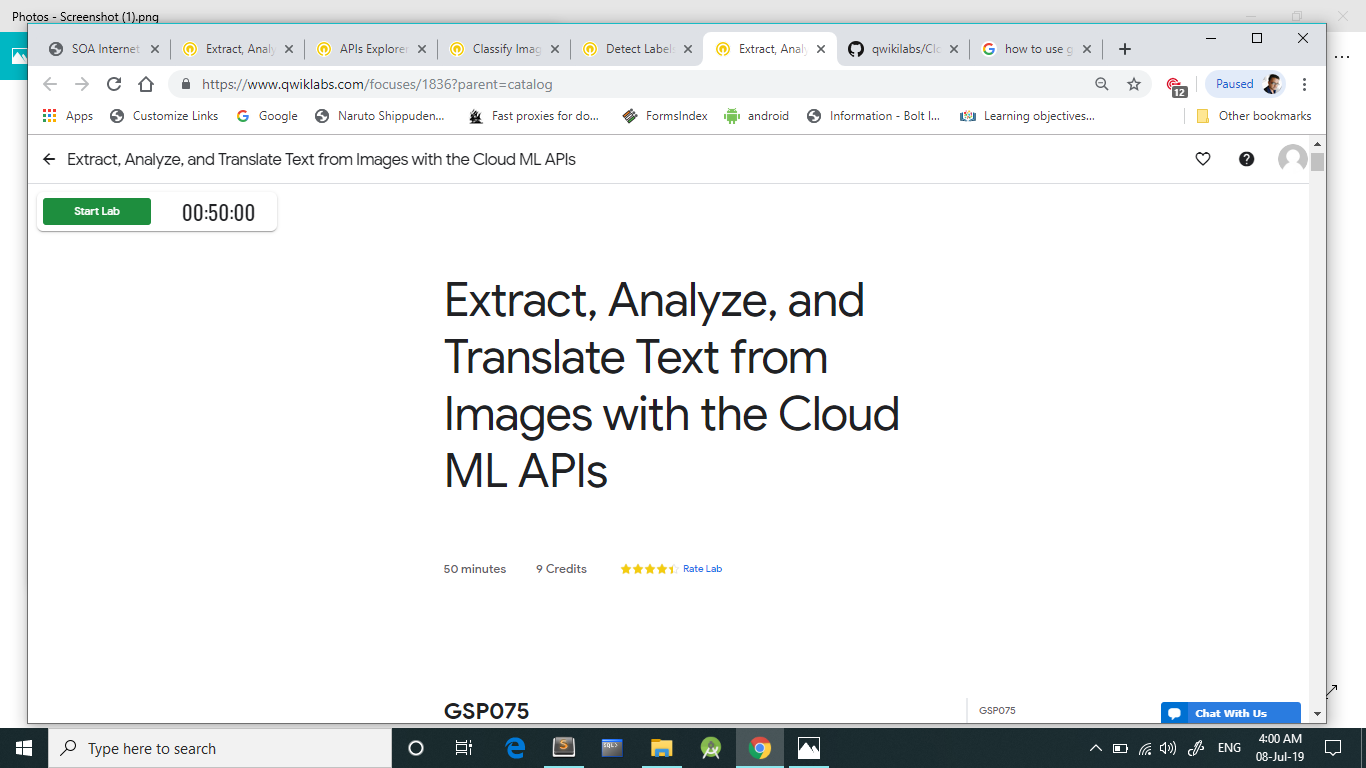 Photos - Screenshot (1).png
SOA Internet
Extract, Analy
APIs Explorer
Classify Imag
Detect Labels
Extract, Analy
qwikilabs/Clo
how to use g
https://www.qwiklabs.com/focuses/1836?parent=catalog
12
Paused
Apps
Customize Links
Google
Naruto Shippuden...
Fast proxies for do...
FormsIndex
android
Information - Bolt I...
Learning objectives...
Other bookmarks
Extract, Analyze, and Translate Text from Images with the Cloud ML APIs
Start Lab
00:50:00
Extract, Analyze, and
Translate Text from
Images with the Cloud
ML APIs
50 minutes
9 Credits
Rate Lab
GSP075
GSP075
Chat With Us
Type here to search
ENG
4:00 AM
08-Jul-19